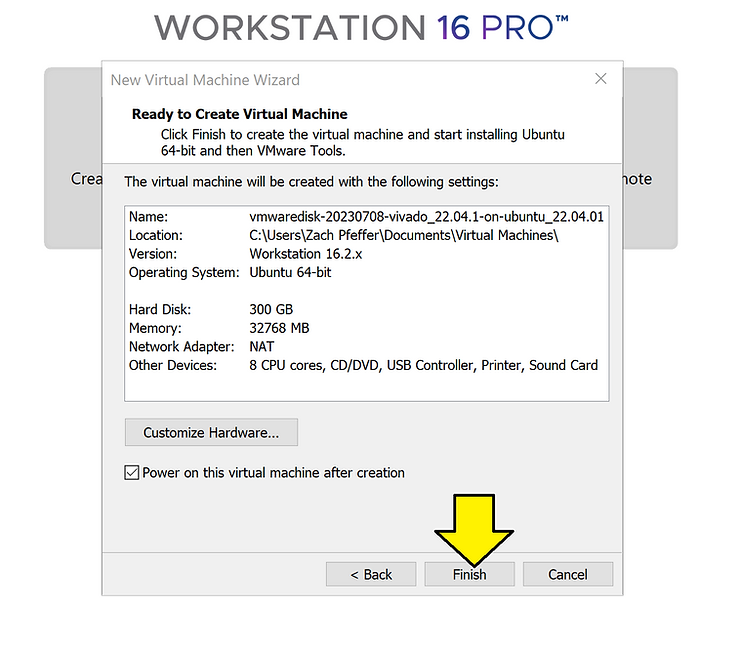 WORKSTATION 16 PRO™
New Virtual Machine Wizard
Ready to Create Virtual Machine
Click Finish to create the virtual machine and start installing Ubuntu
64-bit and then VMware Tools.
The virtual machine will be created with the following settings:
Name: vmwaredisk-20230708-vivado_22.04.1-on-ubuntu_22.04.01
Location: C:\Users\Zach Pfeffer\Documents\Virtual Machines\
Version: Workstation 16.2.x
Operating System: Ubuntu 64-bit
Hard Disk: 300 GB
Memory: 32768 MB
Network Adapter: NAT
Other Devices: 8 CPU cores, CD/DVD, USB Controller, Printer, Sound Card
Customize Hardware...
Power on this virtual machine after creation
< Back Finish Cancel